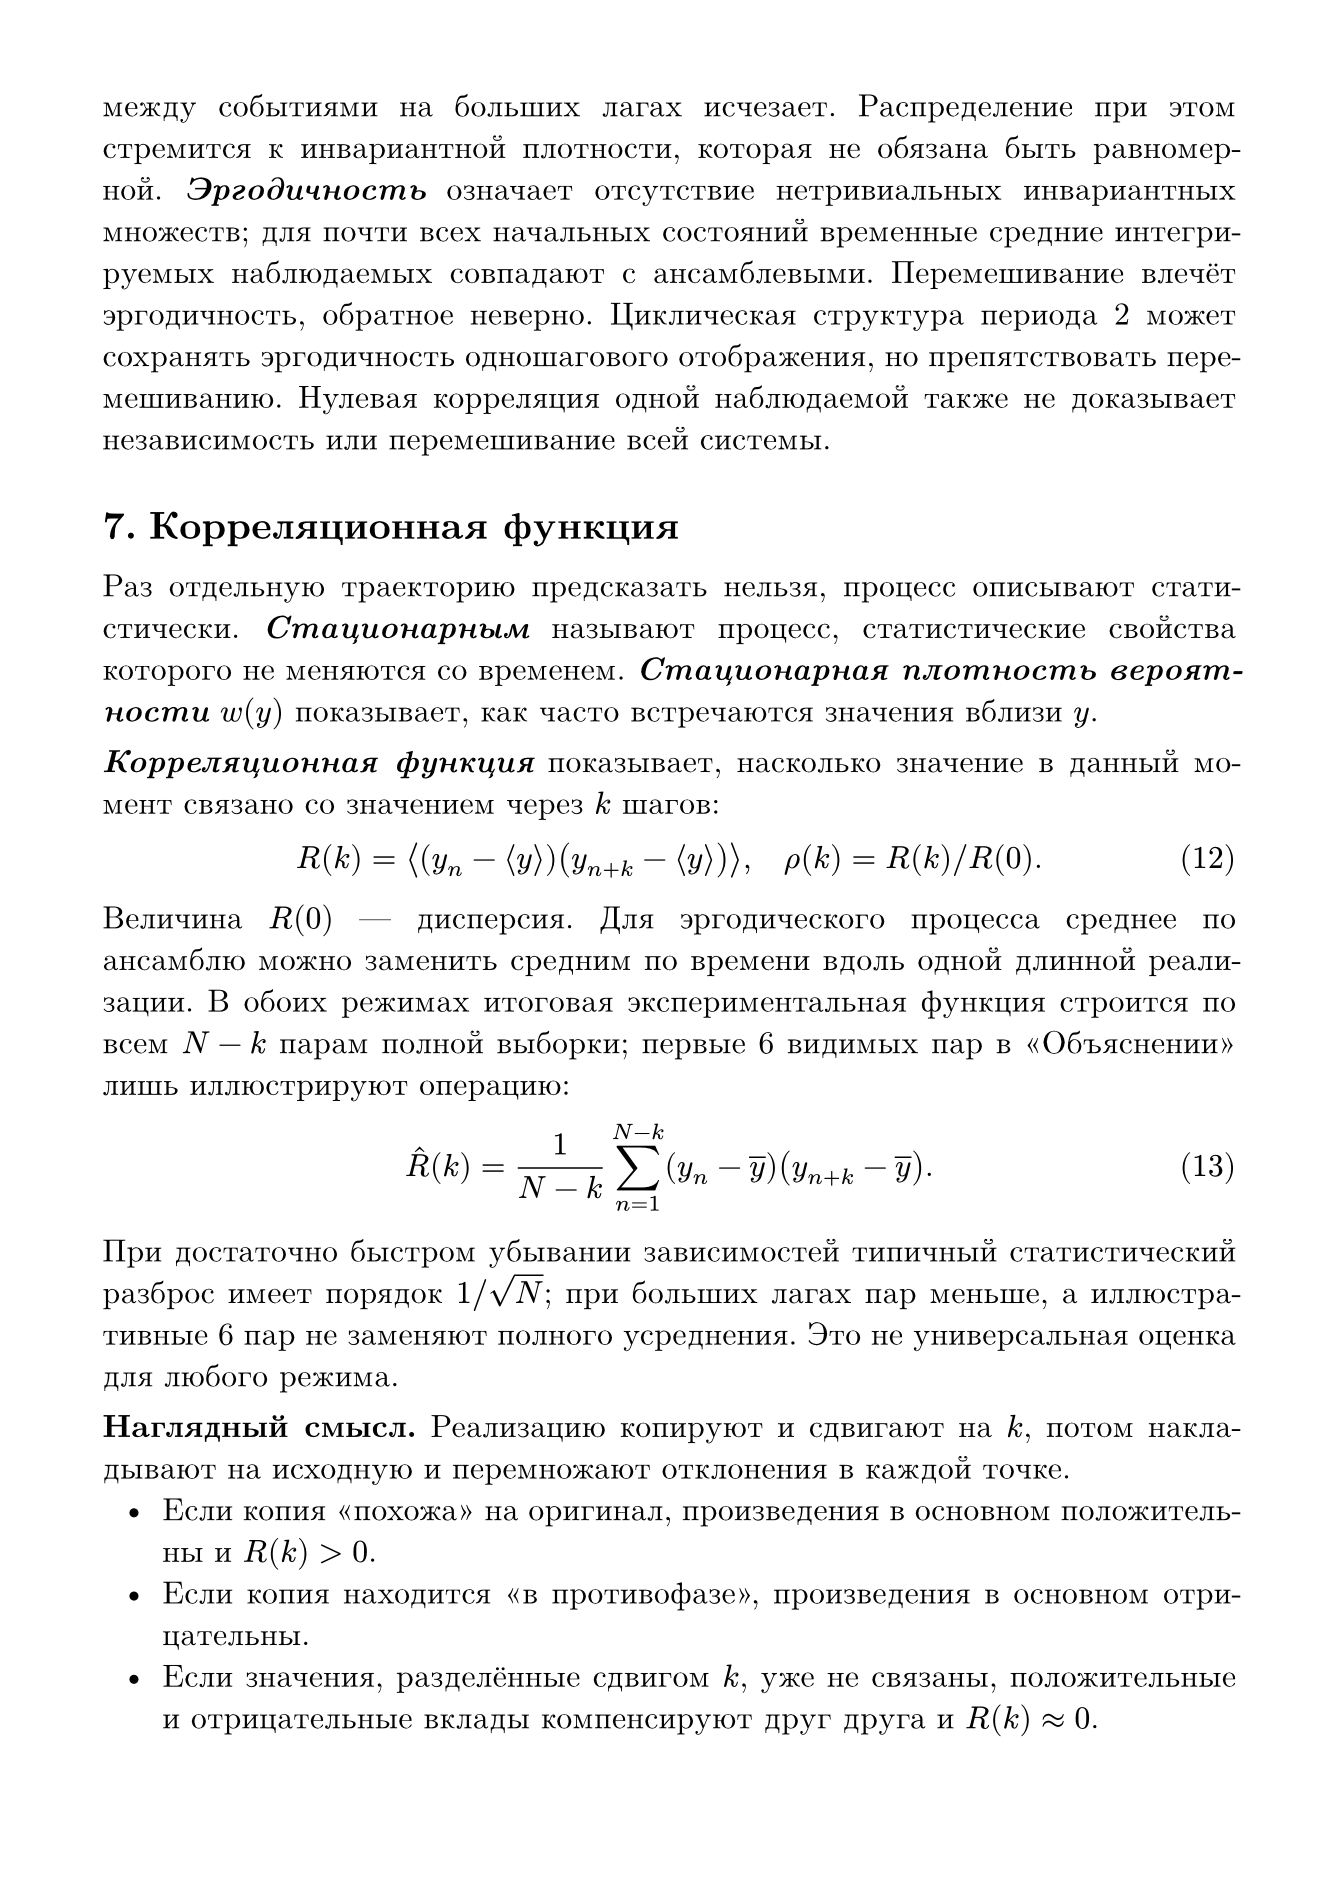 между событиями на больших лагах исчезает. Распределение при этом
стремится к инвариантной плотности, которая не обязана быть равномер-
ной. Эргодичность означает отсутствие нетривиальных инвариантных
множеств; для почти всех начальных состояний временные средние интегри-
руемых наблюдаемых совпадают с ансамблевыми. Перемешивание влечёт
эргодичность, обратное неверно. Циклическая структура периода 2 может
сохранять эргодичность одношагового отображения, но препятствовать пере-
мешиванию. Нулевая корреляция одной наблюдаемой также не доказывает
независимость или перемешивание всей системы.
7. Корреляционная функция
Раз отдельную траекторию предсказать нельзя, процесс описывают стати-
стически. Стационарным называют процесс, статистические свойства
которого не меняются со временем. Стационарная плотность вероят-
ности w(y) показывает, как часто встречаются значения вблизи y.
Корреляционная функция показывает, насколько значение в данный мо-
мент связано со значением через k шагов:
R(k) = ⟨(yₙ − ⟨y⟩)(yₙ₊ₖ − ⟨y⟩)⟩, ρ(k) = R(k)/R(0). (12)
Величина R(0) — дисперсия. Для эргодического процесса среднее по
ансамблю можно заменить средним по времени вдоль одной длинной реали-
зации. В обоих режимах итоговая экспериментальная функция строится по
всем N − k парам полной выборки; первые 6 видимых пар в «Объяснении»
лишь иллюстрируют операцию:
R̂(k) = 1/(N − k) ∑ₙ₌₁^{N−k} (yₙ − y̅)(yₙ₊ₖ − y̅). (13)
При достаточно быстром убывании зависимостей типичный статистический
разброс имеет порядок 1/√N; при больших лагах пар меньше, а иллюстра-
тивные 6 пар не заменяют полного усреднения. Это не универсальная оценка
для любого режима.
Наглядный смысл. Реализацию копируют и сдвигают на k, потом накла-
дывают на исходную и перемножают отклонения в каждой точке.
• Если копия «похожа» на оригинал, произведения в основном положитель-
ны и R(k) > 0.
• Если копия находится «в противофазе», произведения в основном отри-
цательны.
• Если значения, разделённые сдвигом k, уже не связаны, положительные
и отрицательные вклады компенсируют друг друга и R(k) ≈ 0.